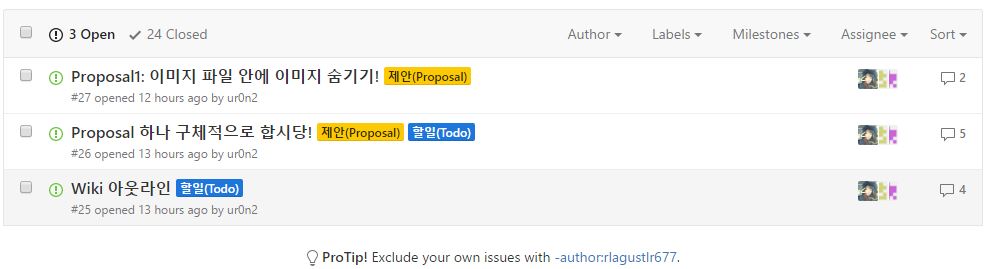 3 Open 24 Closed Author Labels Milestones Assignee Sort
Proposal1: 이미지 파일 안에 이미지 숨기기! 제안(Proposal) 2
#27 opened 12 hours ago by ur0n2
Proposal 하나 구체적으로 합시당! 제안(Proposal) 할일(Todo) 5
#26 opened 13 hours ago by ur0n2
Wiki 아웃라인 할일(Todo) 4
#25 opened 13 hours ago by ur0n2
ProTip! Exclude your own issues with -author:rlagustlr677.